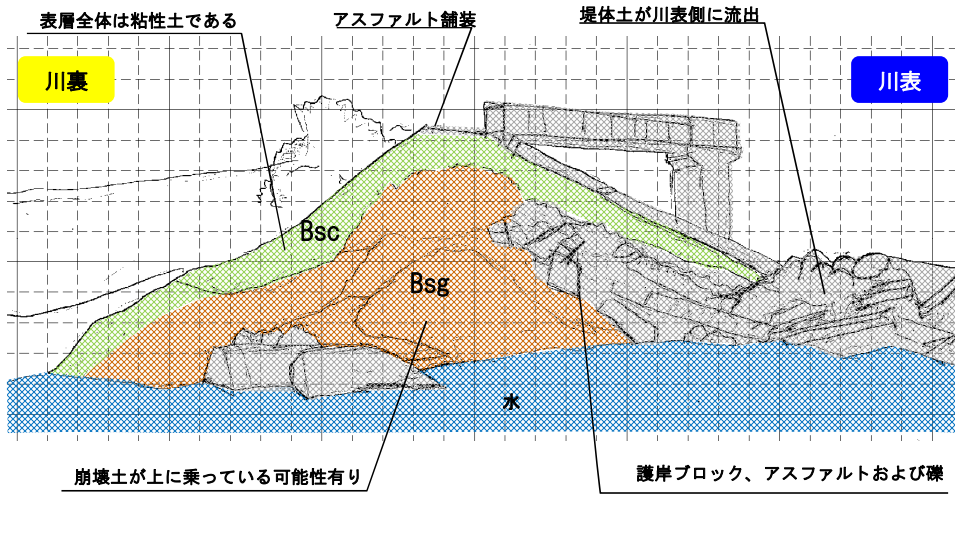 表層全体は粘性土である
アスファルト舗装
堤体土が川表側に流出
川裏
川表
Bsc
Bsg
水
崩壊土が上に乗っている可能性有り
護岸ブロック、アスファルトおよび礫